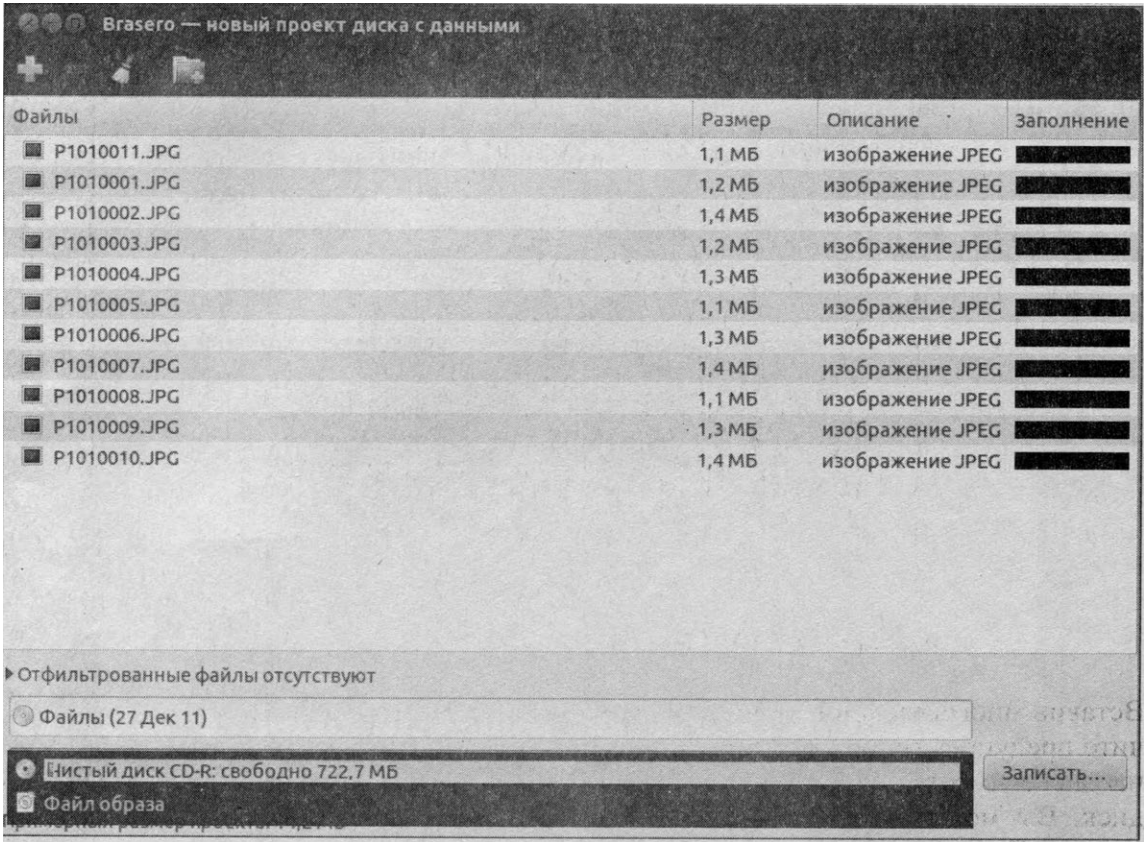 Brasero — новый проект диска с данными
Файлы Размер Описание Заполнение
P1010011.JPG 1,1 МБ изображение JPEG
P1010001.JPG 1,2 МБ изображение JPEG
P1010002.JPG 1,4 МБ изображение JPEG
P1010003.JPG 1,2 МБ изображение JPEG
P1010004.JPG 1,3 МБ изображение JPEG
P1010005.JPG 1,1 МБ изображение JPEG
P1010006.JPG 1,3 МБ изображение JPEG
P1010007.JPG 1,4 МБ изображение JPEG
P1010008.JPG 1,1 МБ изображение JPEG
P1010009.JPG 1,3 МБ изображение JPEG
P1010010.JPG 1,4 МБ изображение JPEG
Отфильтрованные файлы отсутствуют
Файлы (27 Дек 11)
Чистый диск CD-R: свободно 722,7 МБ Записать...
Файл образа